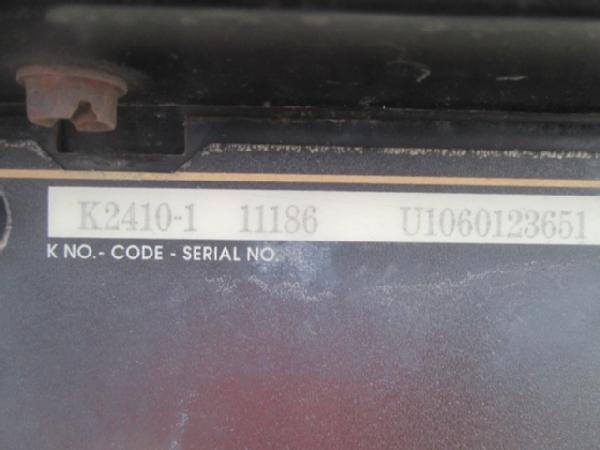 K2410-1 11186 U1060123651
K NO.- CODE - SERIAL NO.